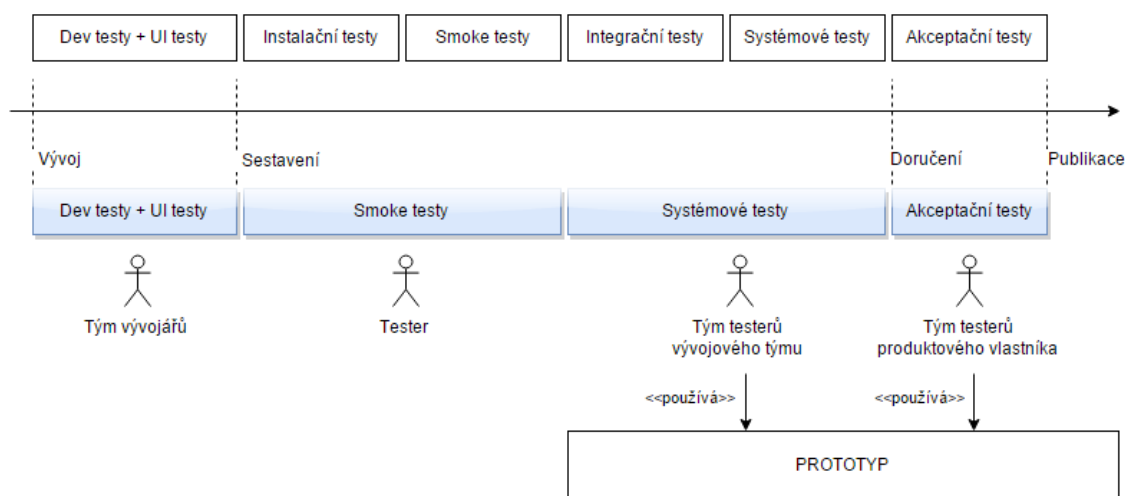 Dev testy + UI testy
Instalační testy
Smoke testy
Integrační testy
Systémové testy
Akceptační testy
Vývoj
Sestavení
Doručení
Publikace
Dev testy + UI testy
Smoke testy
Systémové testy
Akceptační testy
Tým vývojářů
Tester
Tým testerů
vývojového týmu
Tým testerů
produktového vlastníka
<<používá>>
<<používá>>
PROTOTYP